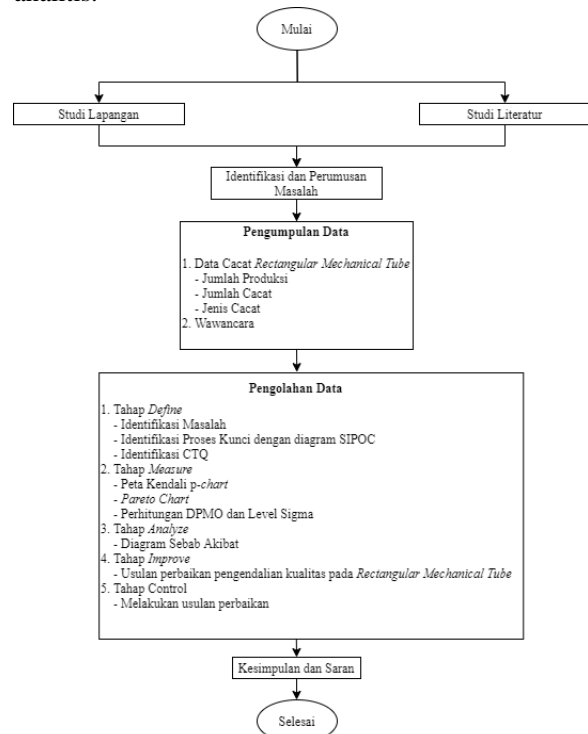 analitis.
Mulai
Studi Lapangan
Studi Literatur
Identifikasi dan Perumusan
Masalah
Pengumpulan Data
1. Data Cacat Rectangular Mechanical Tube
- Jumlah Produksi
- Jumlah Cacat
- Jenis Cacat
2. Wawancara
Pengolahan Data
1. Tahap Define
- Identifikasi Masalah
- Identifikasi Proses Kunci dengan diagram SIPOC
- Identifikasi CTQ
2. Tahap Measure
- Peta Kendali p-chart
- Pareto Chart
- Perhitungan DPMO dan Level Sigma
3. Tahap Analyze
- Diagram Sebab Akibat
4. Tahap Improve
- Usulan perbaikan pengendalian kualitas pada Rectangular Mechanical Tube
5. Tahap Control
- Melakukan usulan perbaikan
Kesimpulan dan Saran
Selesai